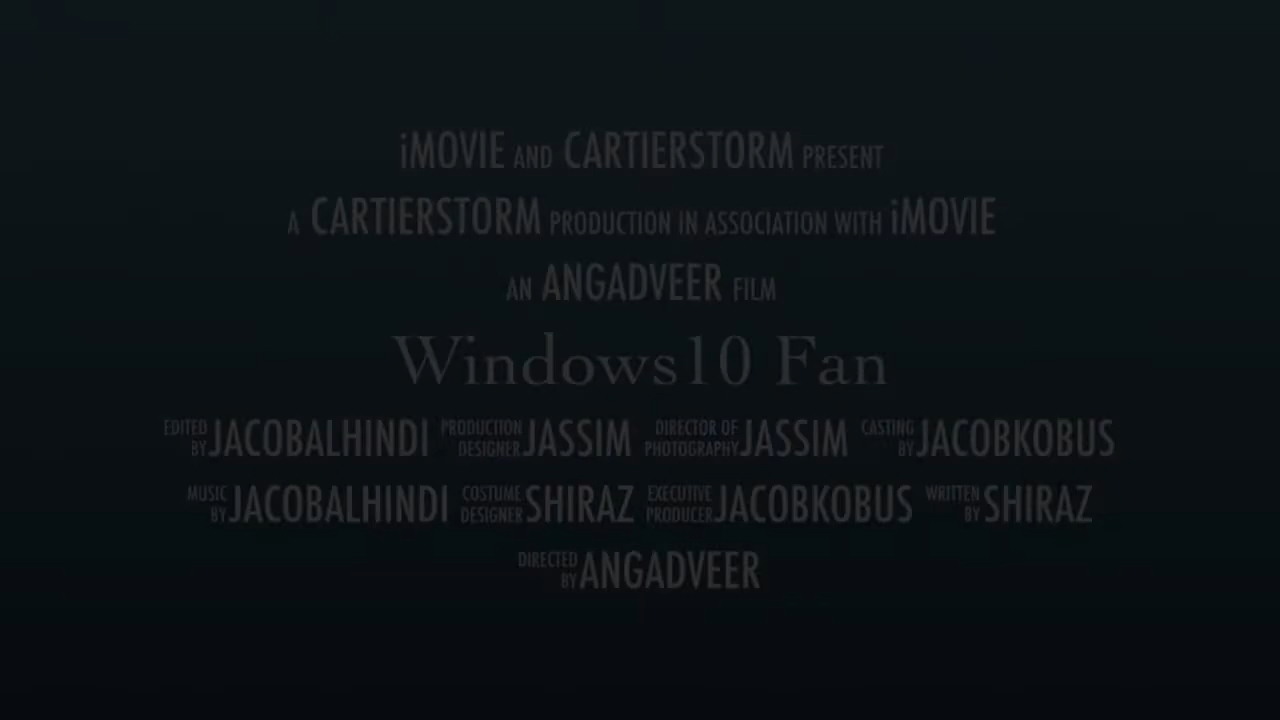 iMOVIE AND CARTIERSTORM PRESENT
A CARTIERSTORM PRODUCTION IN ASSOCIATION WITH iMOVIE
AN ANGADVEER FILM
Windows10 Fan
EDITED BY JACOBALHINDI PRODUCTION DESIGNER JASSIM DIRECTOR OF PHOTOGRAPHY JASSIM CASTING BY JACOBKOBUS
MUSIC BY JACOBALHINDI COSTUME DESIGNER SHIRAZ EXECUTIVE PRODUCER JACOBKOBUS WRITTEN BY SHIRAZ
DIRECTED BY ANGADVEER